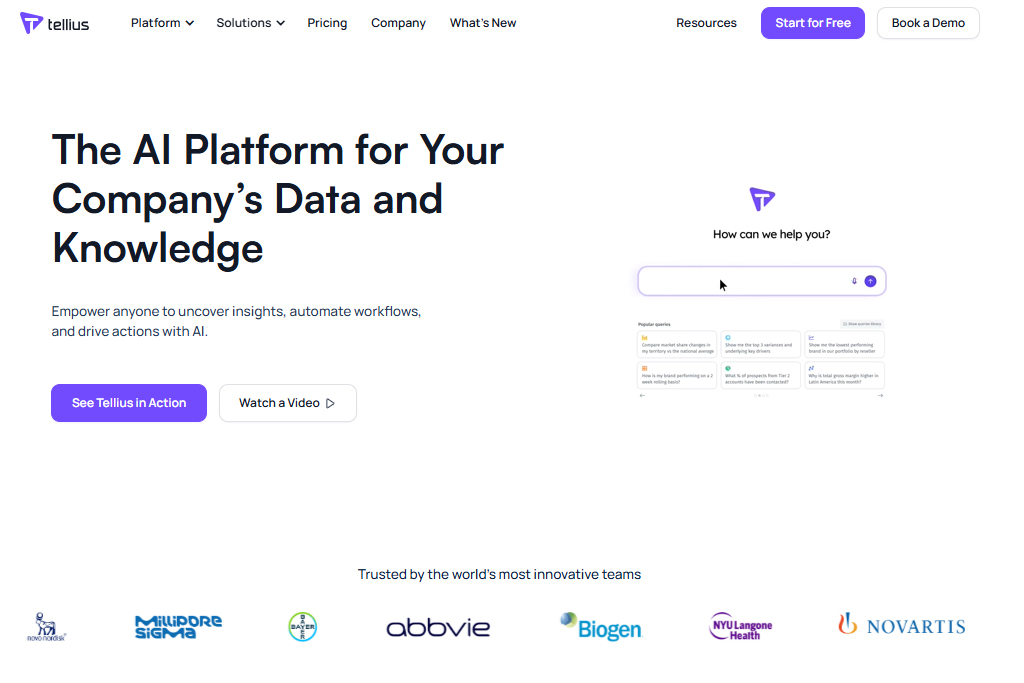 tellius
Platform
Solutions
Pricing
Company
What's New
Resources
Start for Free
Book a Demo
The AI Platform for Your
Company’s Data and
Knowledge
Empower anyone to uncover insights, automate workflows,
and drive actions with AI.
See Tellius in Action
Watch a Video
How can we help you?
Popular queries
Show queries library
Compare market share changes in
my territory vs the national average
Show me the top 3 variances and
underlying key drivers
Show me the lowest performing
brand in our portfolio by reseller
How is my brand performing on a 2
week rolling basis?
What % of prospects from Tier 2
accounts have been contacted?
Why is total gross margin higher in
Latin America this month?
Trusted by the world's most innovative teams
novo nordisk
MILLIPORE
SIGMA
BAYER
BAYER
abbvie
Biogen
NYU Langone
Health
NOVARTIS